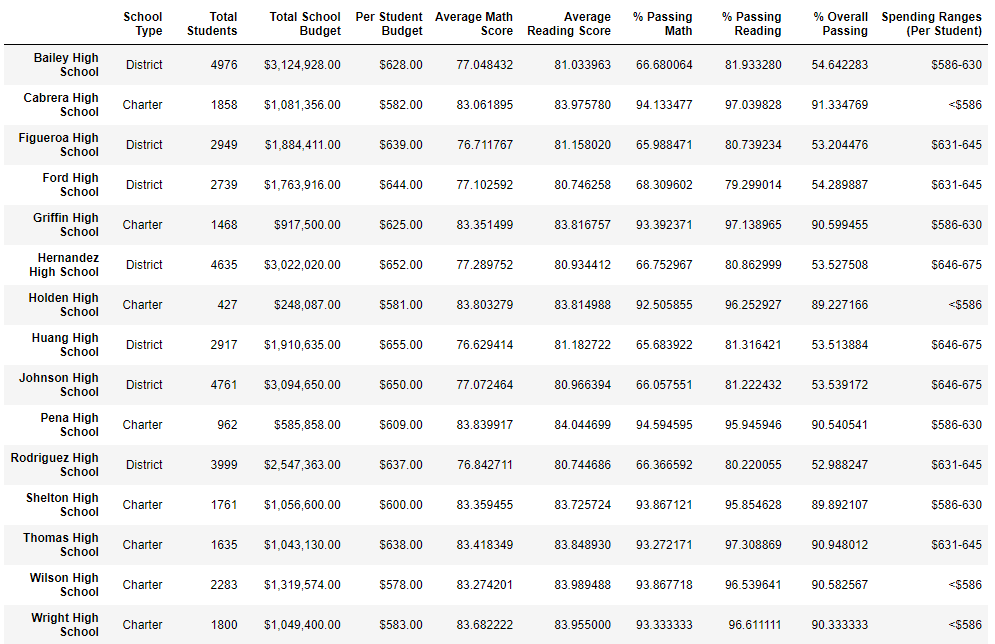 School Type Total Students Total School Budget Per Student Budget Average Math Score Average Reading Score % Passing Math % Passing Reading % Overall Passing Spending Ranges (Per Student)
Bailey High School District 4976 $3,124,928.00 $628.00 77.048432 81.033963 66.680064 81.933280 54.642283 $586-630
Cabrera High School Charter 1858 $1,081,356.00 $582.00 83.061895 83.975780 94.133477 97.039828 91.334769 <$586
Figueroa High School District 2949 $1,884,411.00 $639.00 76.711767 81.158020 65.988471 80.739234 53.204476 $631-645
Ford High School District 2739 $1,763,916.00 $644.00 77.102592 80.746258 68.309602 79.299014 54.289887 $631-645
Griffin High School Charter 1468 $917,500.00 $625.00 83.351499 83.816757 93.392371 97.138965 90.599455 $586-630
Hernandez High School District 4635 $3,022,020.00 $652.00 77.289752 80.934412 66.752967 80.862999 53.527508 $646-675
Holden High School Charter 427 $248,087.00 $581.00 83.803279 83.814988 92.505855 96.252927 89.227166 <$586
Huang High School District 2917 $1,910,635.00 $655.00 76.629414 81.182722 65.683922 81.316421 53.513884 $646-675
Johnson High School District 4761 $3,094,650.00 $650.00 77.072464 80.966394 66.057551 81.222432 53.539172 $646-675
Pena High School Charter 962 $585,858.00 $609.00 83.839917 84.044699 94.594595 95.945946 90.540541 $586-630
Rodriguez High School District 3999 $2,547,363.00 $637.00 76.842711 80.744686 66.366592 80.220055 52.988247 $631-645
Shelton High School Charter 1761 $1,056,600.00 $600.00 83.359455 83.725724 93.867121 95.854628 89.892107 $586-630
Thomas High School Charter 1635 $1,043,130.00 $638.00 83.418349 83.848930 93.272171 97.308869 90.948012 $631-645
Wilson High School Charter 2283 $1,319,574.00 $578.00 83.274201 83.989488 93.867718 96.539641 90.582567 <$586
Wright High School Charter 1800 $1,049,400.00 $583.00 83.682222 83.955000 93.333333 96.611111 90.333333 <$586